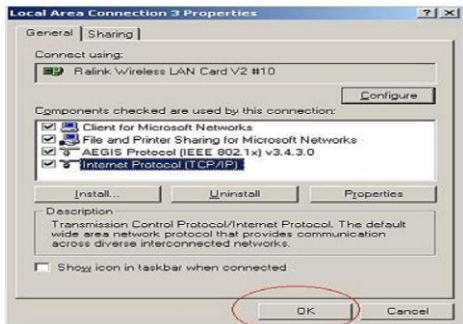 Local Area Connection 3 Properties
General Sharing
Connect using:
Ralink Wireless LAN Card V2 #10
Configure
Components checked are used by this connection:
Client for Microsoft Networks
File and Printer Sharing for Microsoft Networks
AEGIS Protocol (IEEE 802.1x) v3.4.3.0
Internet Protocol (TCP/IP)
Install... Uninstall Properties
Description
Transmission Control Protocol/Internet Protocol. The default
wide area network protocol that provides communication
across diverse interconnected networks.
Show icon in taskbar when connected
OK Cancel